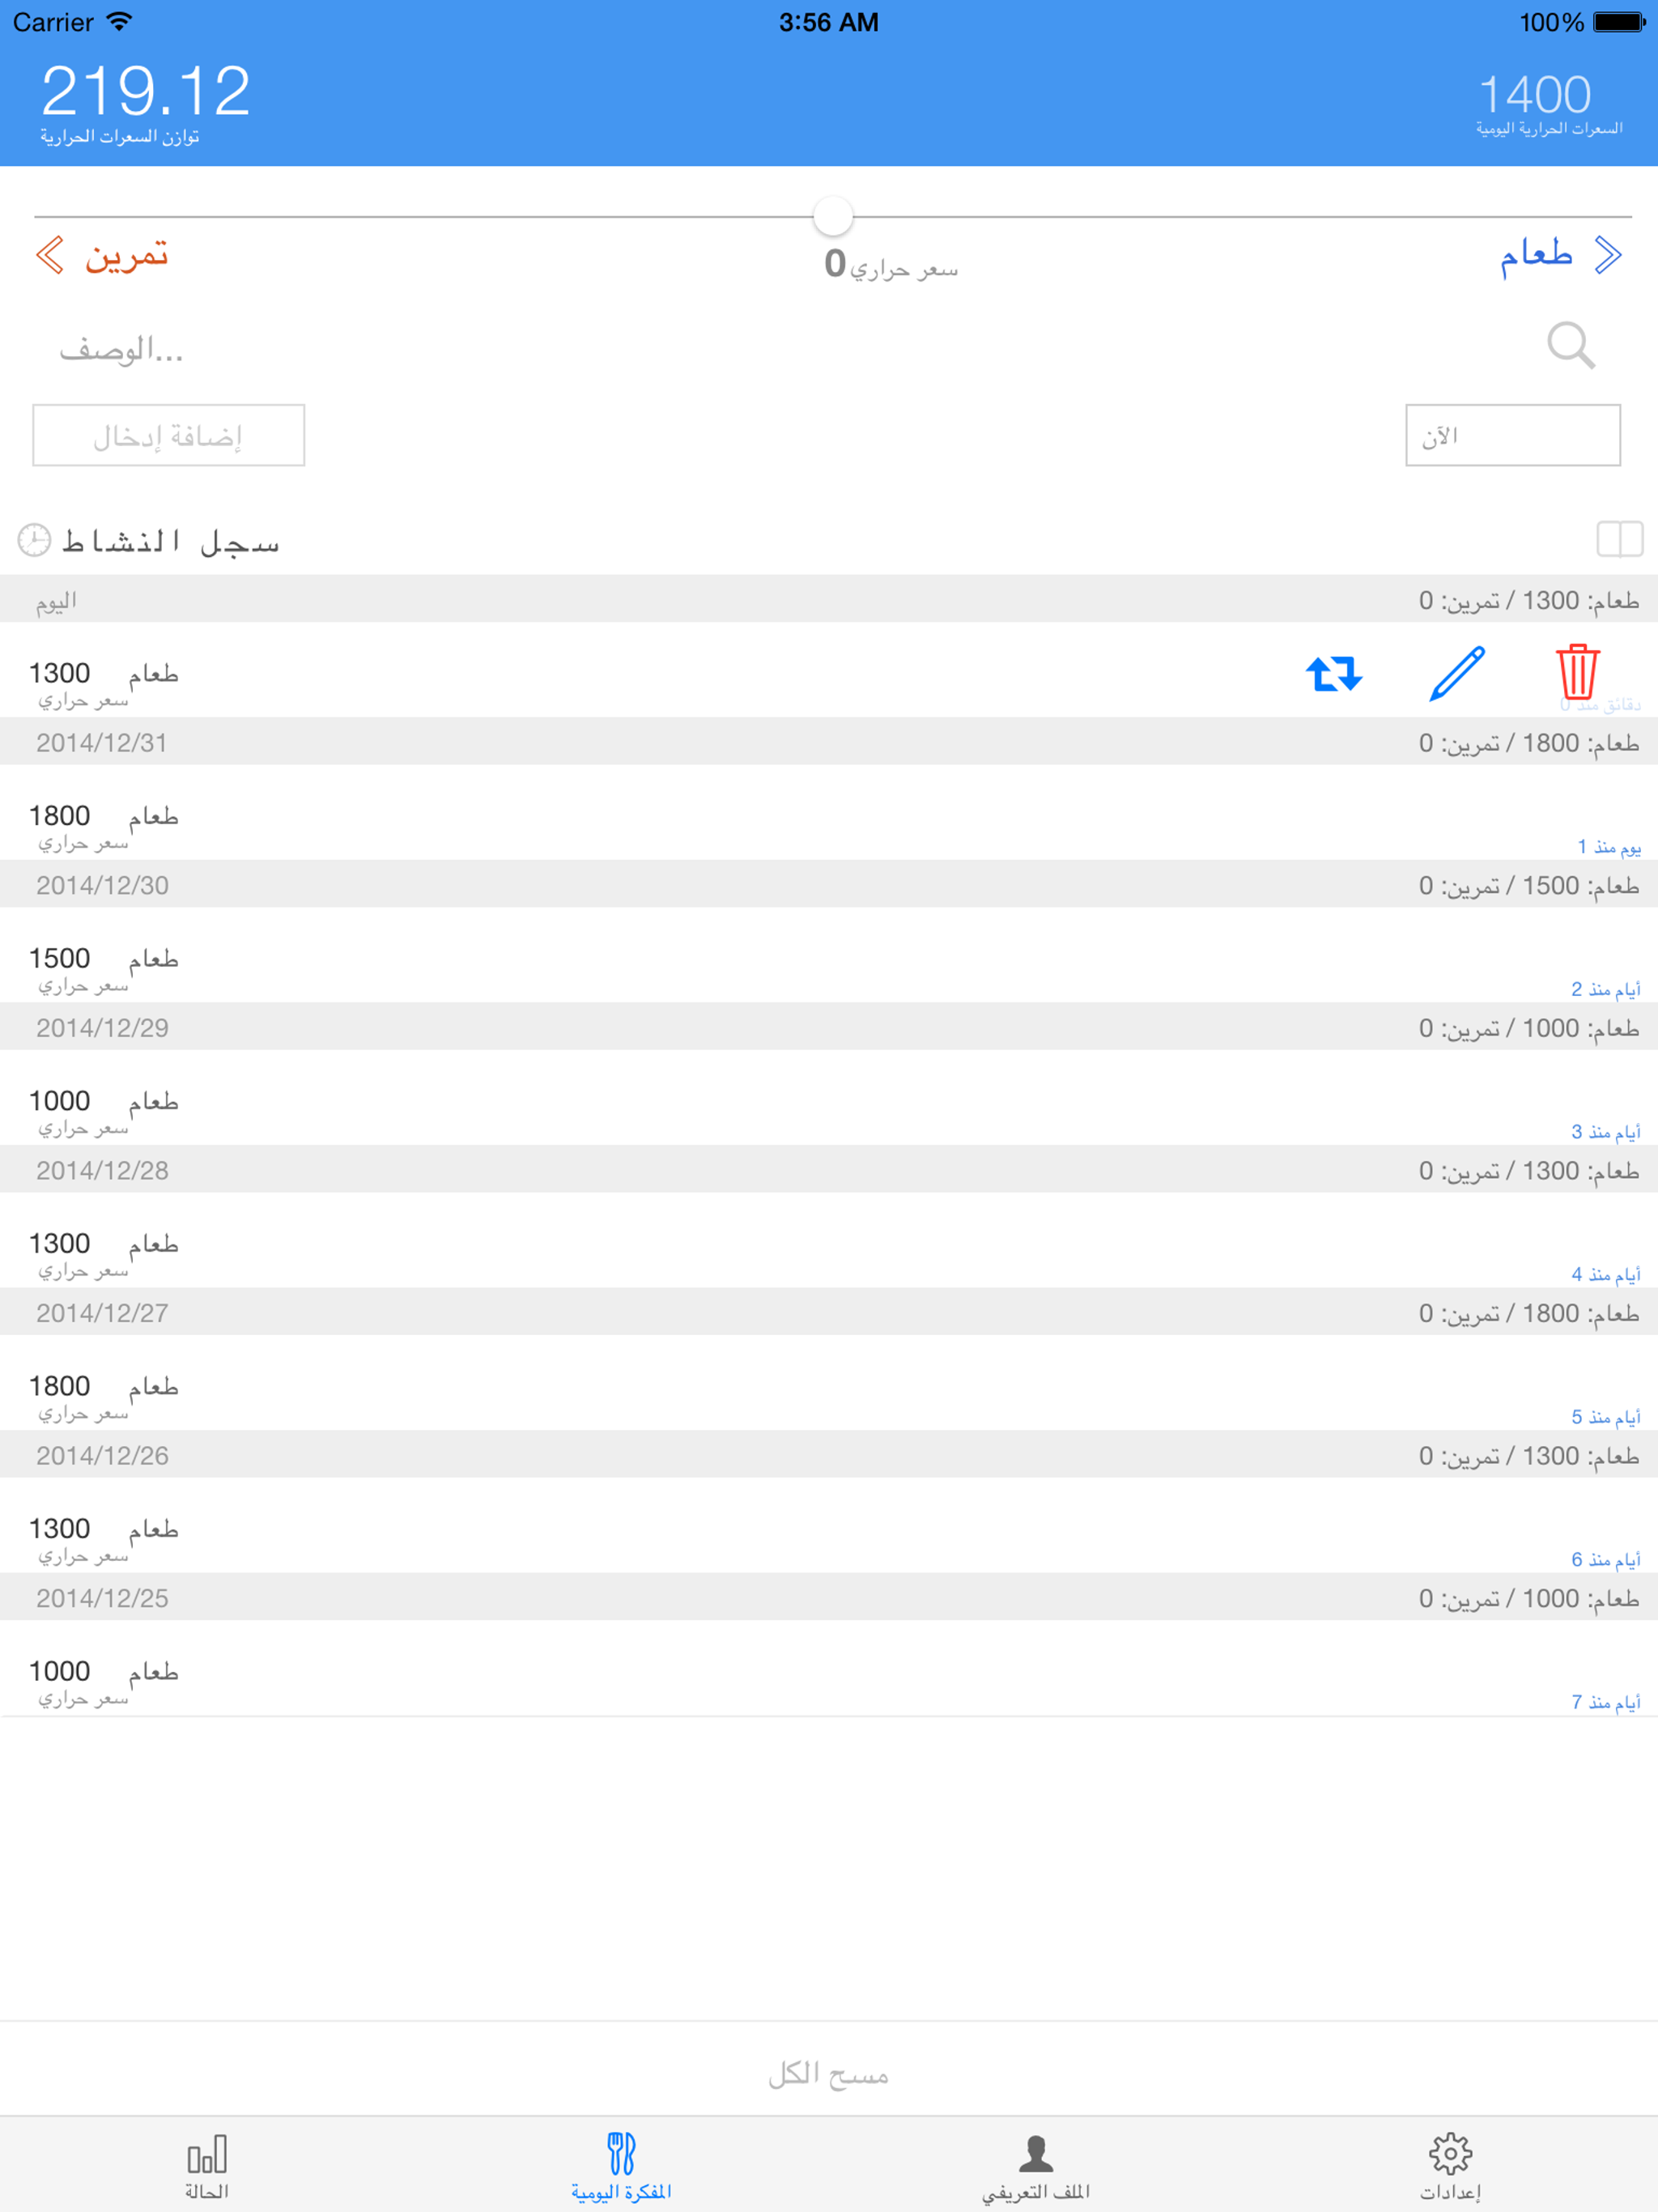 Carrier 3:56 AM 100%
219.12 1400
توازن السعرات الحرارية السعرات الحرارية اليومية
تمرين طعام
0 سعر حراري
الوصف...
إضافة إدخال الآن
سجل النشاط
اليوم طعام: 1300 / تمرين: 0
1300 طعام
سعر حراري دقائق منذ 0
2014/12/31 طعام: 1800 / تمرين: 0
1800 طعام
سعر حراري يوم منذ 1
2014/12/30 طعام: 1500 / تمرين: 0
1500 طعام
سعر حراري أيام منذ 2
2014/12/29 طعام: 1000 / تمرين: 0
1000 طعام
سعر حراري أيام منذ 3
2014/12/28 طعام: 1300 / تمرين: 0
1300 طعام
سعر حراري أيام منذ 4
2014/12/27 طعام: 1800 / تمرين: 0
1800 طعام
سعر حراري أيام منذ 5
2014/12/26 طعام: 1300 / تمرين: 0
1300 طعام
سعر حراري أيام منذ 6
2014/12/25 طعام: 1000 / تمرين: 0
1000 طعام
سعر حراري أيام منذ 7
مسح الكل
الحالة المفكرة اليومية الملف التعريفي إعدادات